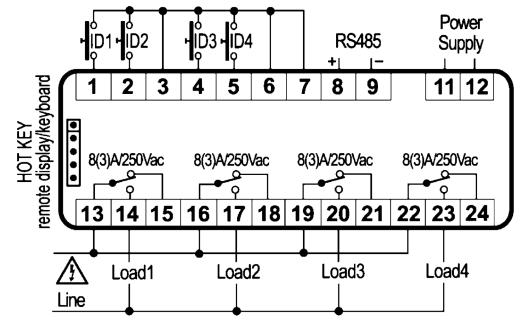 ID1 ID2 ID3 ID4 RS485 Power Supply
+ –
1 2 3 4 5 6 7 8 9 11 12
HOT KEY
remote display/keyboard
8(3)A/250Vac 8(3)A/250Vac 8(3)A/250Vac 8(3)A/250Vac
13 14 15 16 17 18 19 20 21 22 23 24
Load1 Load2 Load3 Load4
Line